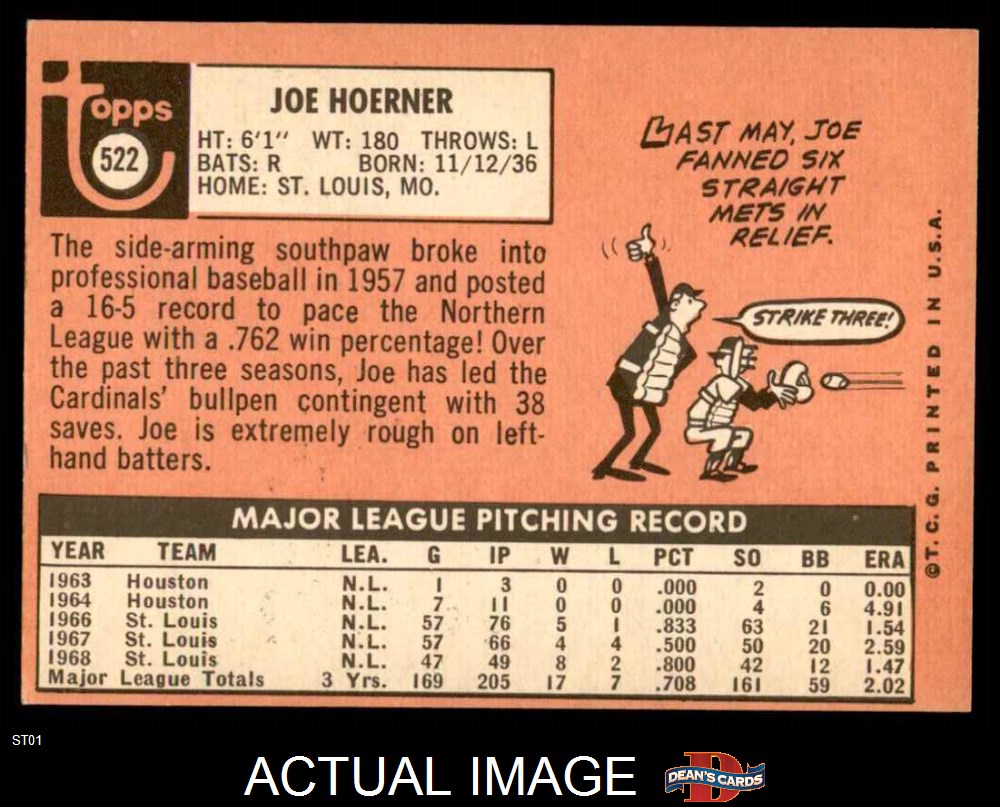 topps
522
JOE HOERNER
HT: 6'1" WT: 180 THROWS: L
BATS: R BORN: 11/12/36
HOME: ST. LOUIS, MO.
The side-arming southpaw broke into
professional baseball in 1957 and posted
a 16-5 record to pace the Northern
League with a .762 win percentage! Over
the past three seasons, Joe has led the
Cardinals' bullpen contingent with 38
saves. Joe is extremely rough on left-
hand batters.
LAST MAY, JOE
FANNED SIX
STRAIGHT
METS IN
RELIEF.
STRIKE THREE!
©T. C. G. PRINTED IN U.S.A.
MAJOR LEAGUE PITCHING RECORD
YEAR TEAM LEA. G IP W L PCT SO BB ERA
1963 Houston N.L. 1 3 0 0 .000 2 0 0.00
1964 Houston N.L. 7 11 0 0 .000 4 6 4.91
1966 St. Louis N.L. 57 76 5 1 .833 63 21 1.54
1967 St. Louis N.L. 57 66 4 4 .500 50 20 2.59
1968 St. Louis N.L. 47 49 8 2 .800 42 12 1.47
Major League Totals 3 Yrs. 169 205 17 7 .708 161 59 2.02
ST01
ACTUAL IMAGE
DEAN'S CARDS